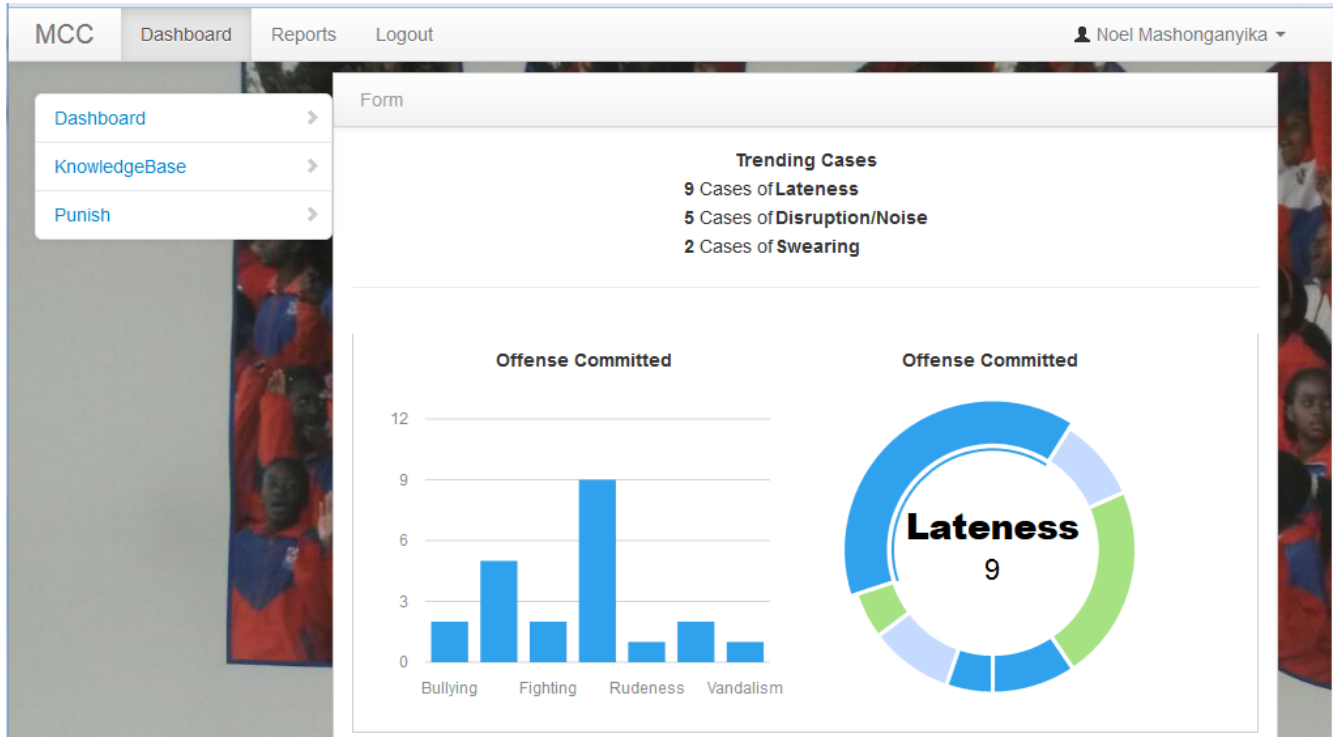 MCC Dashboard Reports Logout Noel Mashonganyika
Dashboard
KnowledgeBase
Punish
Form
Trending Cases
9 Cases of Lateness
5 Cases of Disruption/Noise
2 Cases of Swearing
Offense Committed
12
9
6
3
0
Bullying Fighting Rudeness Vandalism
Offense Committed
Lateness
9